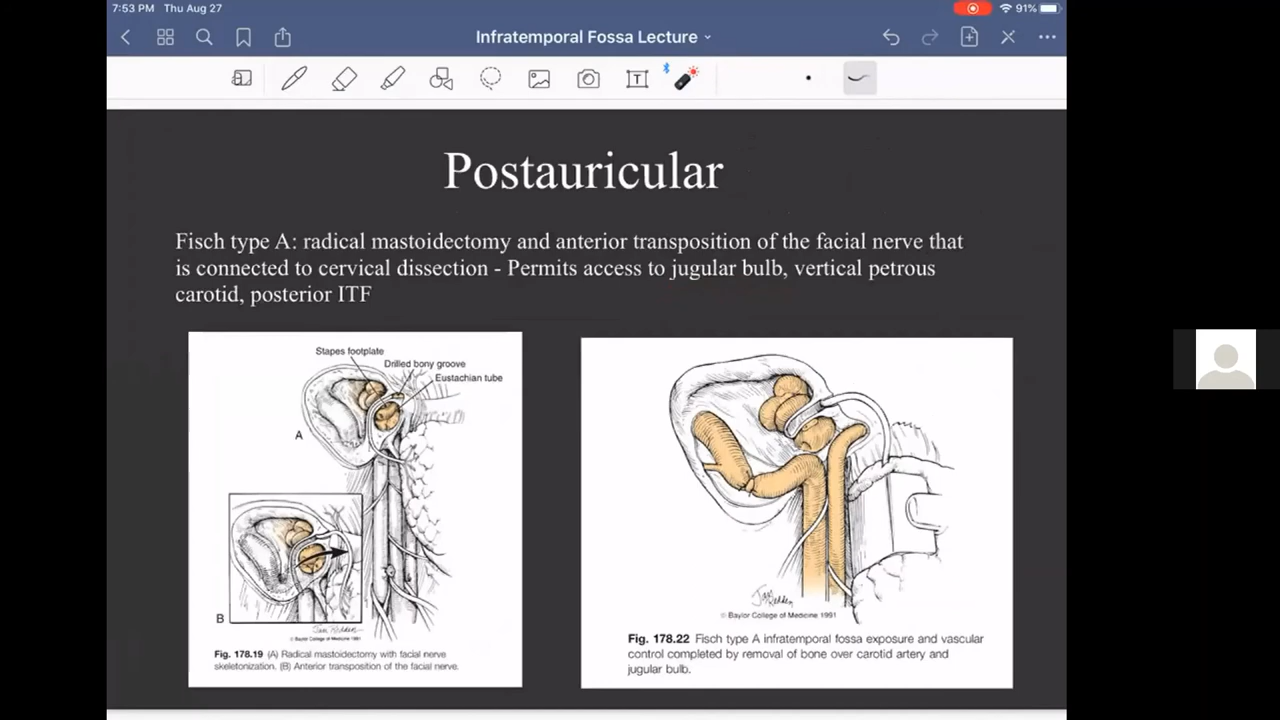 7:53 PM Thu Aug 27
91%
Infratemporal Fossa Lecture
T
Postauricular
Fisch type A: radical mastoidectomy and anterior transposition of the facial nerve that
is connected to cervical dissection - Permits access to jugular bulb, vertical petrous
carotid, posterior ITF
Stapes footplate
Drilled bony groove
Eustachian tube
A
B
© Baylor College of Medicine 1991
Fig. 178.19 (A) Radical mastoidectomy with facial nerve
skeletonization. (B) Anterior transposition of the facial nerve.
© Baylor College of Medicine 1991
Fig. 178.22 Fisch type A infratemporal fossa exposure and vascular
control completed by removal of bone over carotid artery and
jugular bulb.